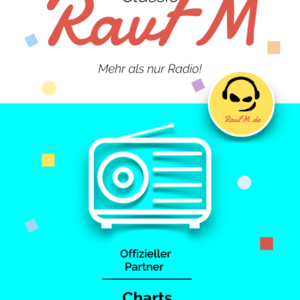 Classic
RauFM
Mehr als nur Radio!
RauFM.de
Offizieller
Partner
Charts